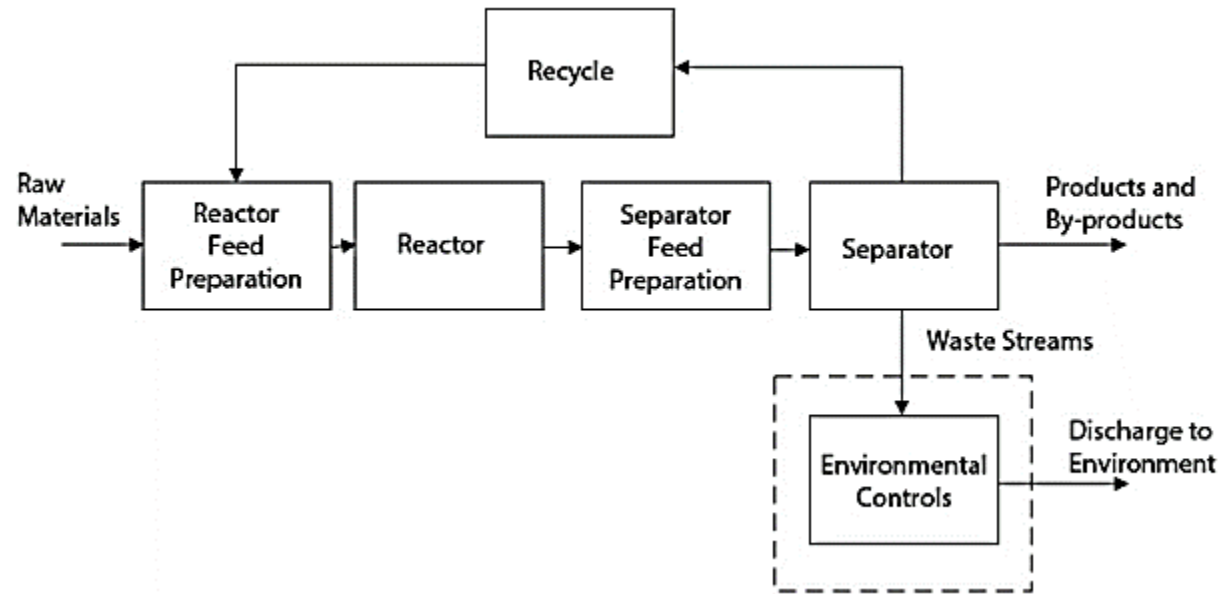 Recycle
Raw
Materials
Reactor
Feed
Preparation
Reactor
Separator
Feed
Preparation
Separator
Products and
By-products
Waste Streams
Environmental
Controls
Discharge to
Environment